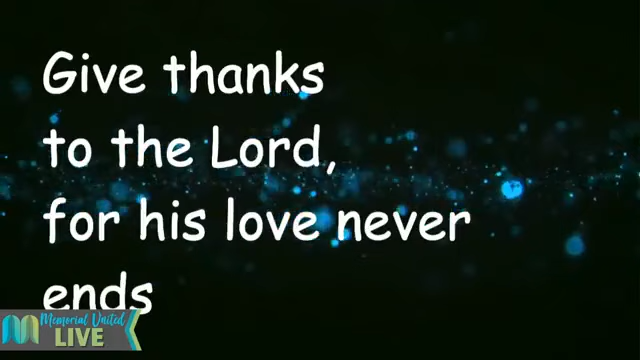 Give thanks
to the Lord,
for his love never
ends
Memorial United
LIVE